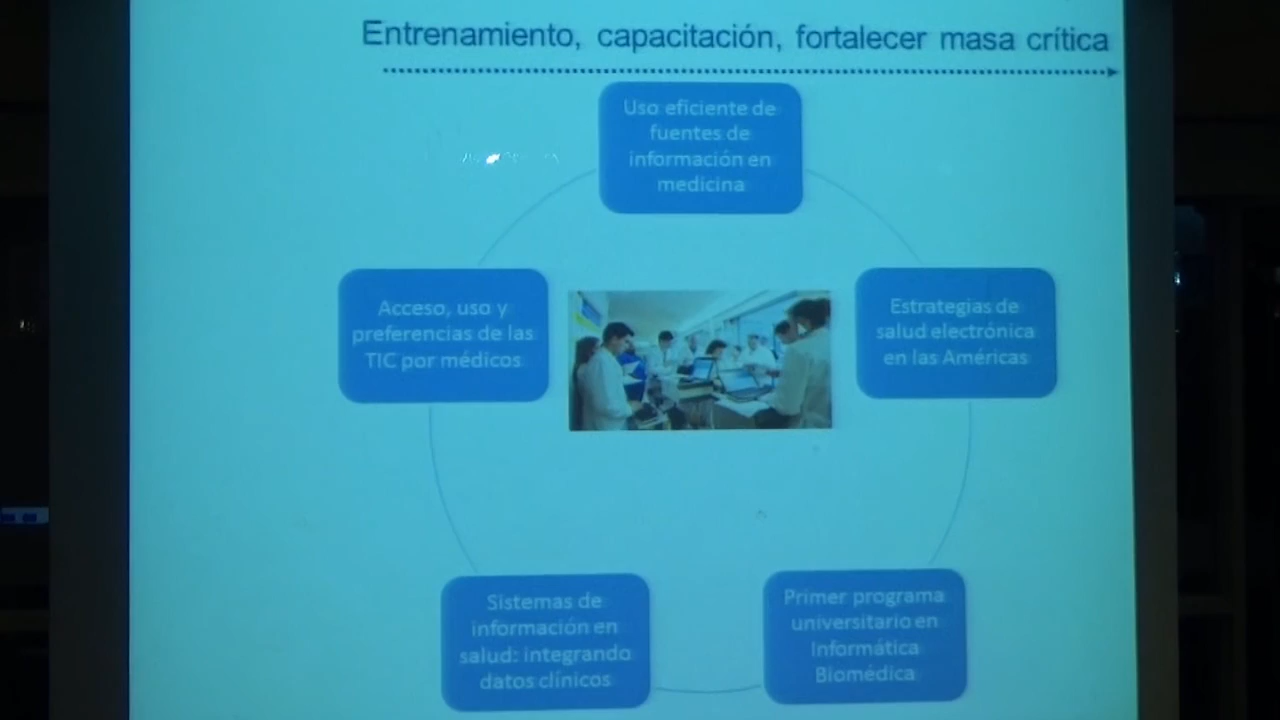 Entrenamiento, capacitación, fortalecer masa crítica
Uso eficiente de
fuentes de
información en
medicina
Acceso, uso y
preferencias de las
TIC por médicos
Estrategias de
salud electrónica
en las Américas
Sistemas de
información en
salud: integrando
datos clínicos
Primer programa
universitario en
Informática
Biomédica